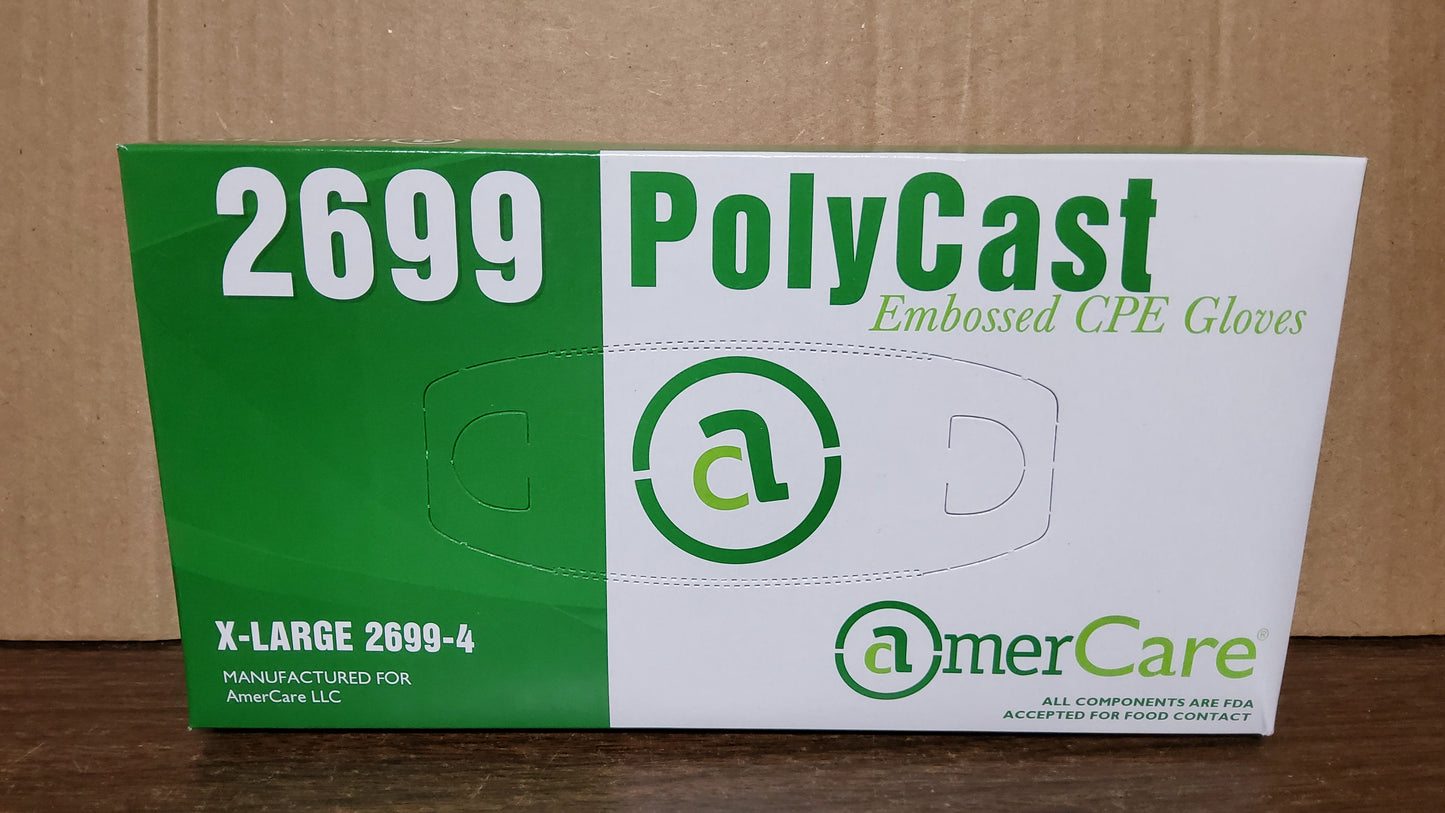 2699
PolyCast
Embossed CPE Gloves
X-LARGE 2699-4
MANUFACTURED FOR
AmerCare LLC
amerCare®
ALL COMPONENTS ARE FDA
ACCEPTED FOR FOOD CONTACT